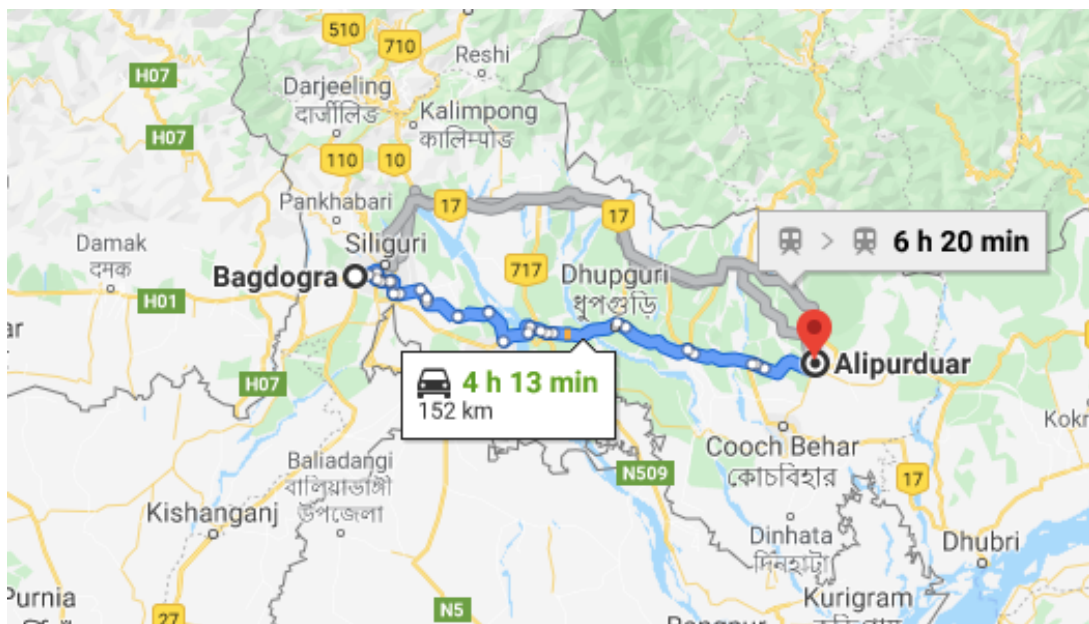 510
710
Reshi
H07
Darjeeling
দার্জীলিঙ
Kalimpong
কালিম্পোঙ
H07
110
10
Pankhabari
17
17
6 h 20 min
Damak
दमक
Siliguri
Bagdogra
717
Dhupguri
ধুপগুড়ি
H01
ar
4 h 13 min
152 km
Alipurduar
H07
Kokr
Cooch Behar
কোচবিহার
Baliadangi
বালিয়াডাঙ্গী
উপজেলা
N509
17
Kishanganj
Dinhata
দিনহাটা
Dhubri
Purnia
27
N5
Kurigram